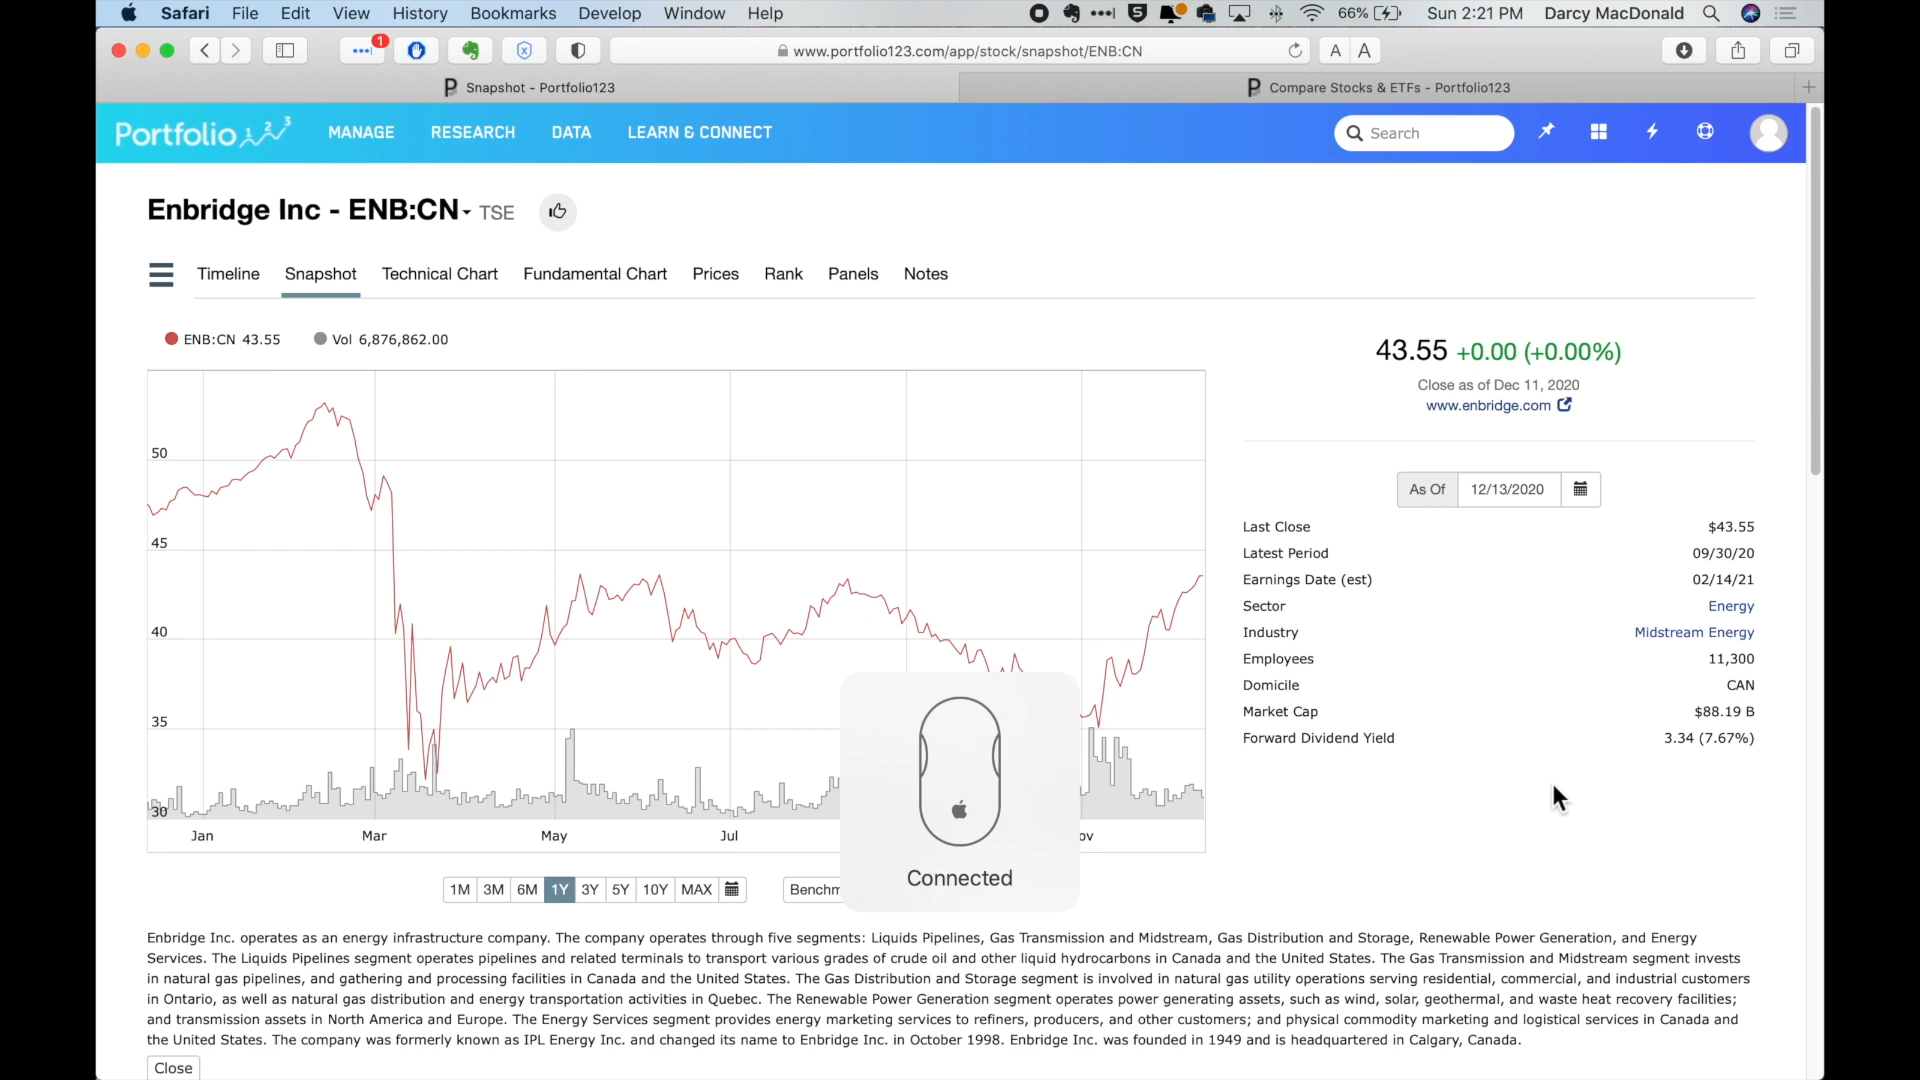 Safari File Edit View History Bookmarks Develop Window Help 66% Sun 2:21 PM Darcy MacDonald
1
www.portfolio123.com/app/stock/snapshot/ENB:CN A A
Snapshot - Portfolio123 Compare Stocks & ETFs - Portfolio123
Portfolio123 MANAGE RESEARCH DATA LEARN & CONNECT Search
Enbridge Inc - ENB:CN TSE
Timeline Snapshot Technical Chart Fundamental Chart Prices Rank Panels Notes
ENB:CN 43.55 Vol 6,876,862.00
43.55 +0.00 (+0.00%)
Close as of Dec 11, 2020
www.enbridge.com
As Of 12/13/2020
Last Close $43.55
Latest Period 09/30/20
Earnings Date (est) 02/14/21
Sector Energy
Industry Midstream Energy
Employees 11,300
Domicile CAN
Market Cap $88.19 B
Forward Dividend Yield 3.34 (7.67%)
50
45
40
35
30
Jan Mar May Jul ov
Connected
1M 3M 6M 1Y 3Y 5Y 10Y MAX Benchm
Enbridge Inc. operates as an energy infrastructure company. The company operates through five segments: Liquids Pipelines, Gas Transmission and Midstream, Gas Distribution and Storage, Renewable Power Generation, and Energy
Services. The Liquids Pipelines segment operates pipelines and related terminals to transport various grades of crude oil and other liquid hydrocarbons in Canada and the United States. The Gas Transmission and Midstream segment invests
in natural gas pipelines, and gathering and processing facilities in Canada and the United States. The Gas Distribution and Storage segment is involved in natural gas utility operations serving residential, commercial, and industrial customers
in Ontario, as well as natural gas distribution and energy transportation activities in Quebec. The Renewable Power Generation segment operates power generating assets, such as wind, solar, geothermal, and waste heat recovery facilities;
and transmission assets in North America and Europe. The Energy Services segment provides energy marketing services to refiners, producers, and other customers; and physical commodity marketing and logistical services in Canada and
the United States. The company was formerly known as IPL Energy Inc. and changed its name to Enbridge Inc. in October 1998. Enbridge Inc. was founded in 1949 and is headquartered in Calgary, Canada.
Close